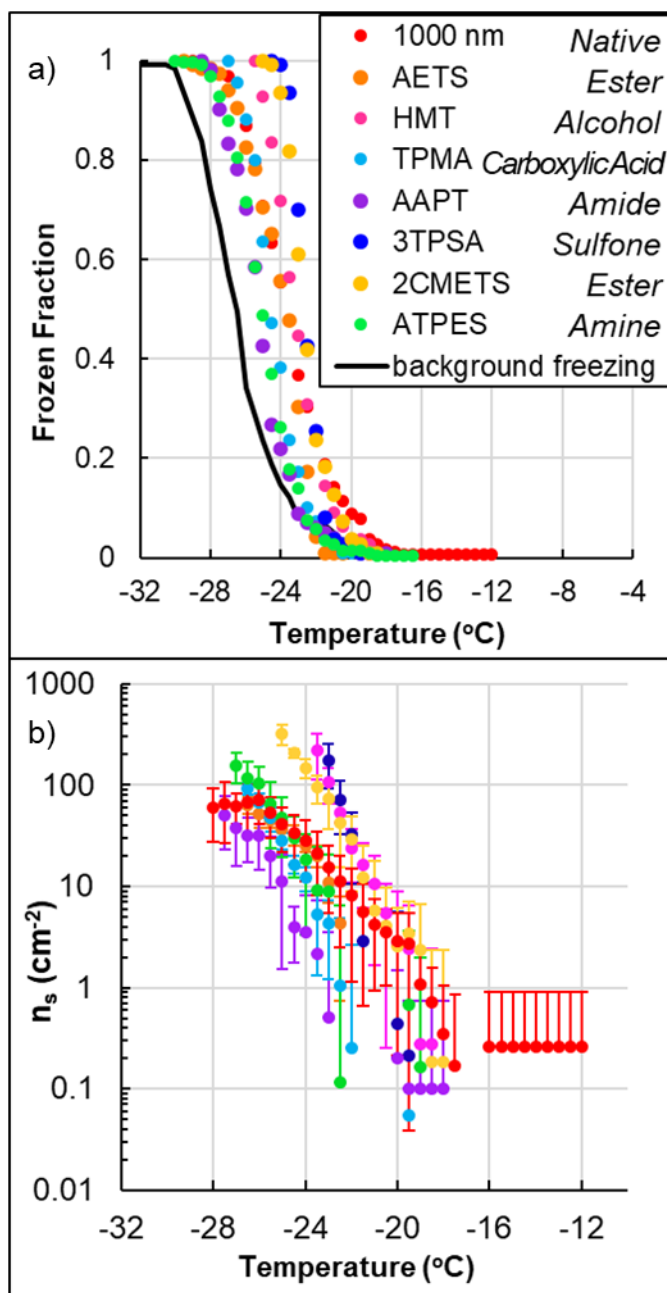 a)
1000 nm Native
AETS Ester
HMT Alcohol
TPMA Carboxylic Acid
AAPT Amide
3TPSA Sulfone
2CMETS Ester
ATPES Amine
background freezing
1
0.8
0.6
0.4
0.2
0
Frozen Fraction
-32 -28 -24 -20 -16 -12 -8 -4
Temperature (°C)
b)
1000
100
10
1
0.1
0.01
nₛ (cm⁻²)
-32 -28 -24 -20 -16 -12
Temperature (°C)